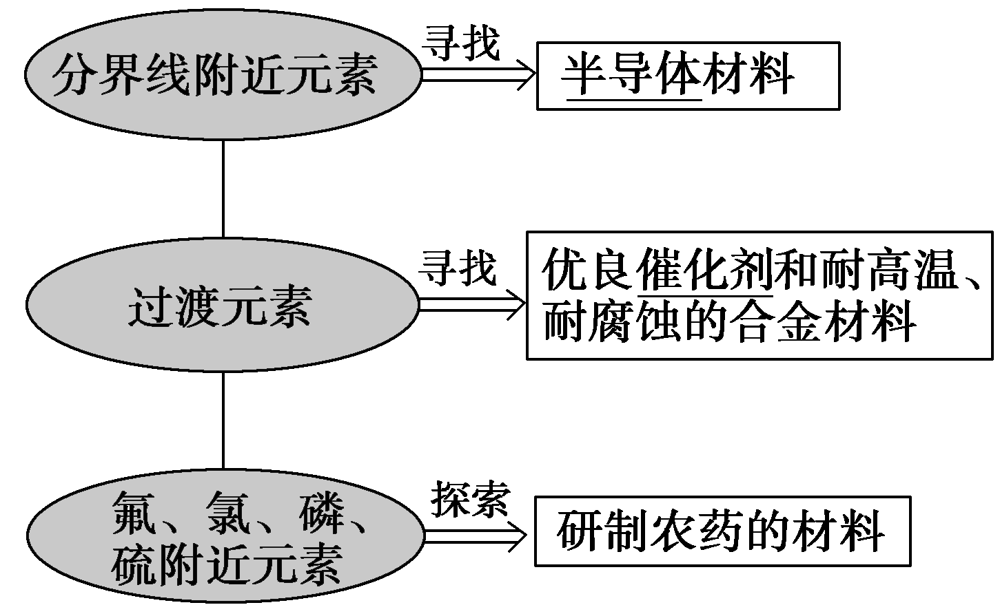 分界线附近元素
寻找
半导体材料
过渡元素
寻找
优良催化剂和耐高温、
耐腐蚀的合金材料
氟、氯、磷、
硫附近元素
探索
研制农药的材料